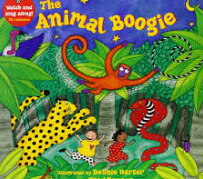 Watch and
sing along!
The
Animal Boogie
Illustrated by Debbie Harter